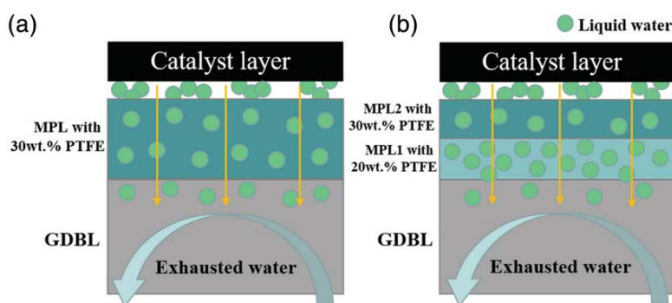 (a)
Catalyst layer
MPL with
30wt.% PTFE
GDBL
Exhausted water
(b)
Liquid water
Catalyst layer
MPL2 with
30wt.% PTFE
MPL1 with
20wt.% PTFE
GDBL
Exhausted water